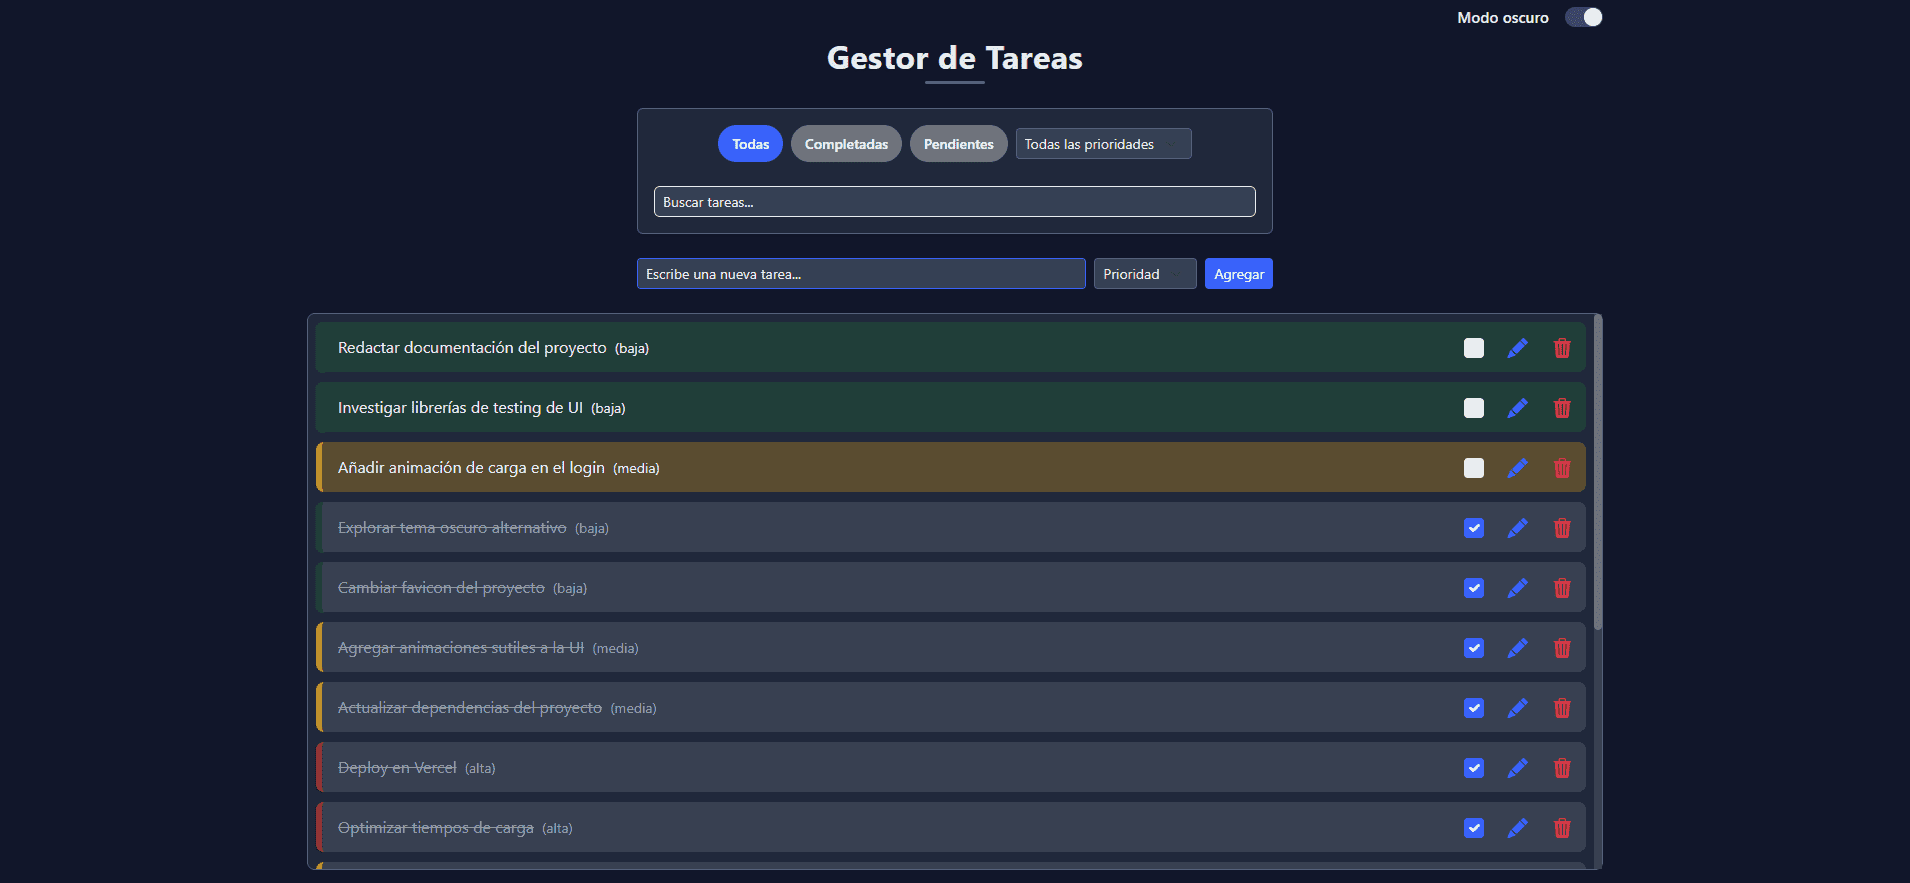 Modo oscuro
Gestor de Tareas
Todas Completadas Pendientes Todas las prioridades
Buscar tareas...
Escribe una nueva tarea... Prioridad Agregar
Redactar documentación del proyecto (baja)
Investigar librerías de testing de UI (baja)
Añadir animación de carga en el login (media)
Explorar tema oscuro alternativo (baja)
Cambiar favicon del proyecto (baja)
Agregar animaciones sutiles a la UI (media)
Actualizar dependencias del proyecto (media)
Deploy en Vercel (alta)
Optimizar tiempos de carga (alta)